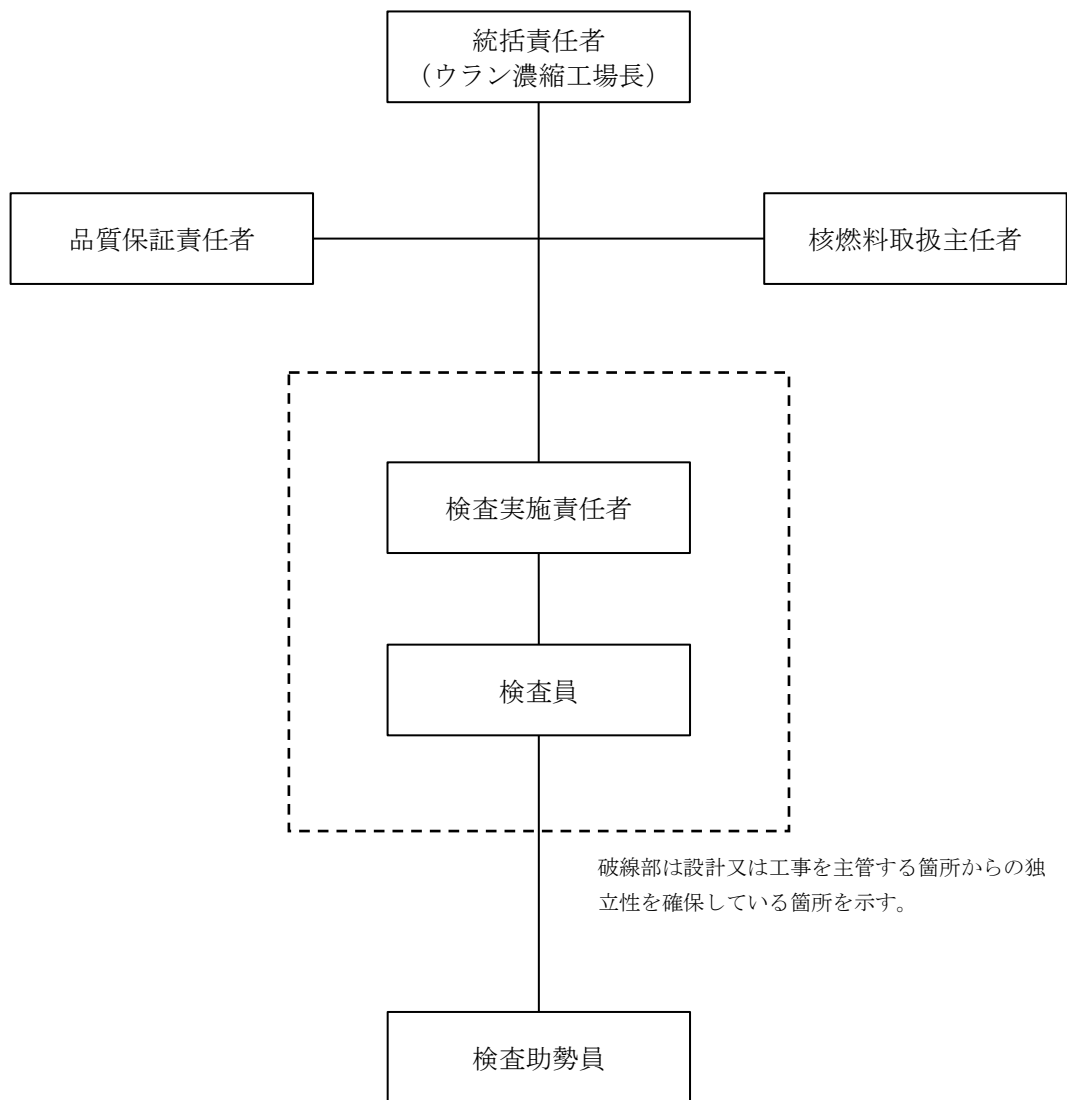 統括責任者
（ウラン濃縮工場長）
品質保証責任者
核燃料取扱主任者
検査実施責任者
検査員
破線部は設計又は工事を主管する箇所からの独
立性を確保している箇所を示す。
検査助勢員